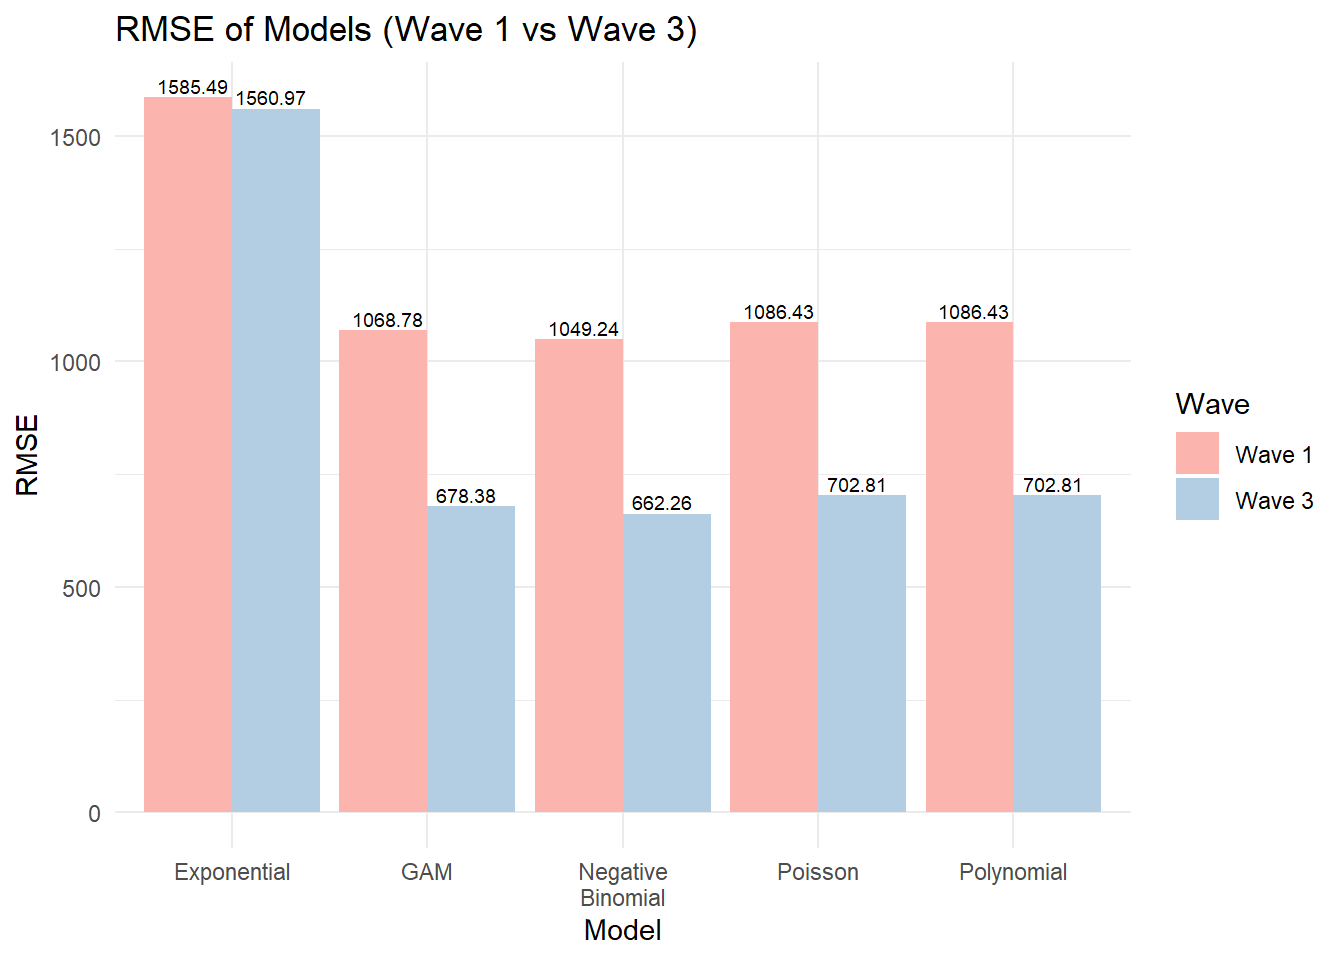 RMSE of Models (Wave 1 vs Wave 3)
1585.49
1560.97
1500
1086.43
1086.43
1068.78
1049.24
1000
RMSE
Wave
Wave 1
Wave 3
702.81
702.81
678.38
662.26
500
0
Exponential
GAM
Negative
Binomial
Poisson
Polynomial
Model